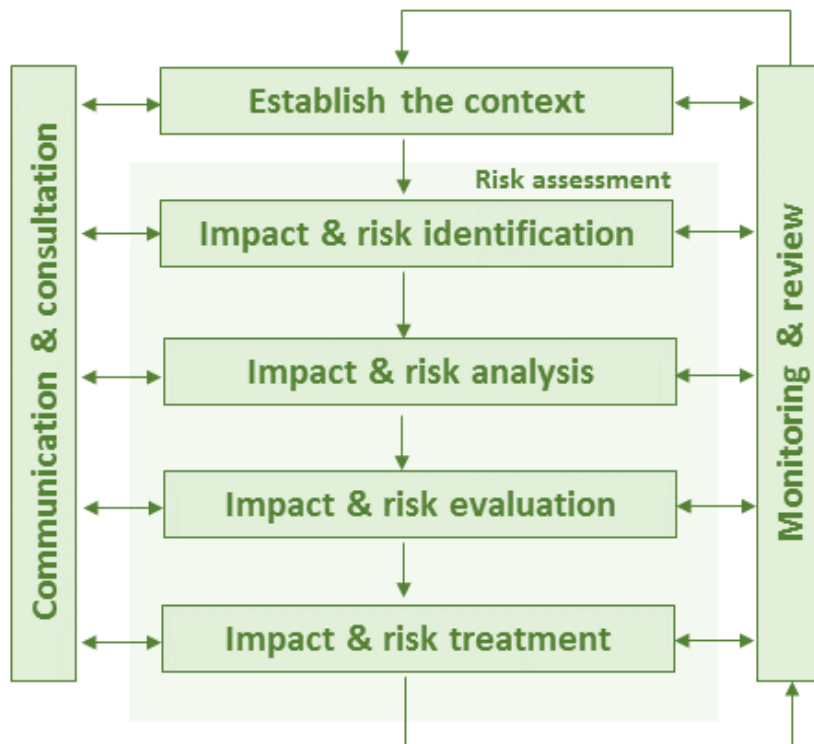 Establish the context
Risk assessment
Impact & risk identification
Impact & risk analysis
Impact & risk evaluation
Impact & risk treatment
Communication & consultation
Monitoring & review